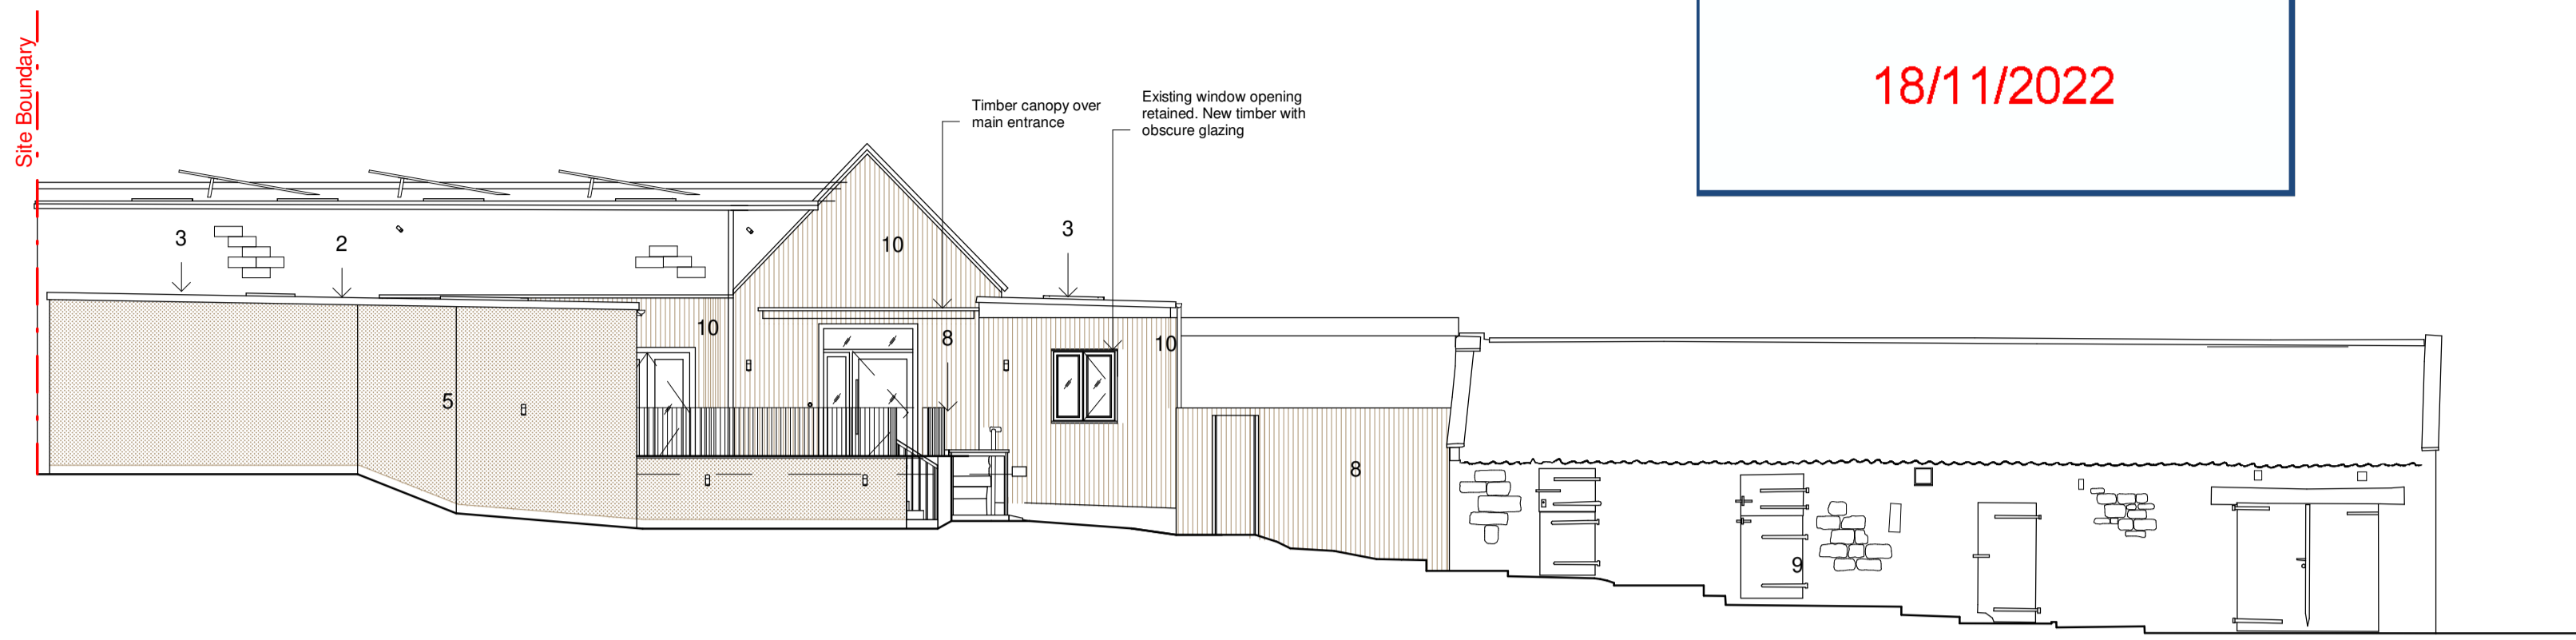 Site Boundary
18/11/2022
Timber canopy over
main entrance
Existing window opening
retained. New timber with
obscure glazing
3
2
10
3
10
8
10
5
8
9